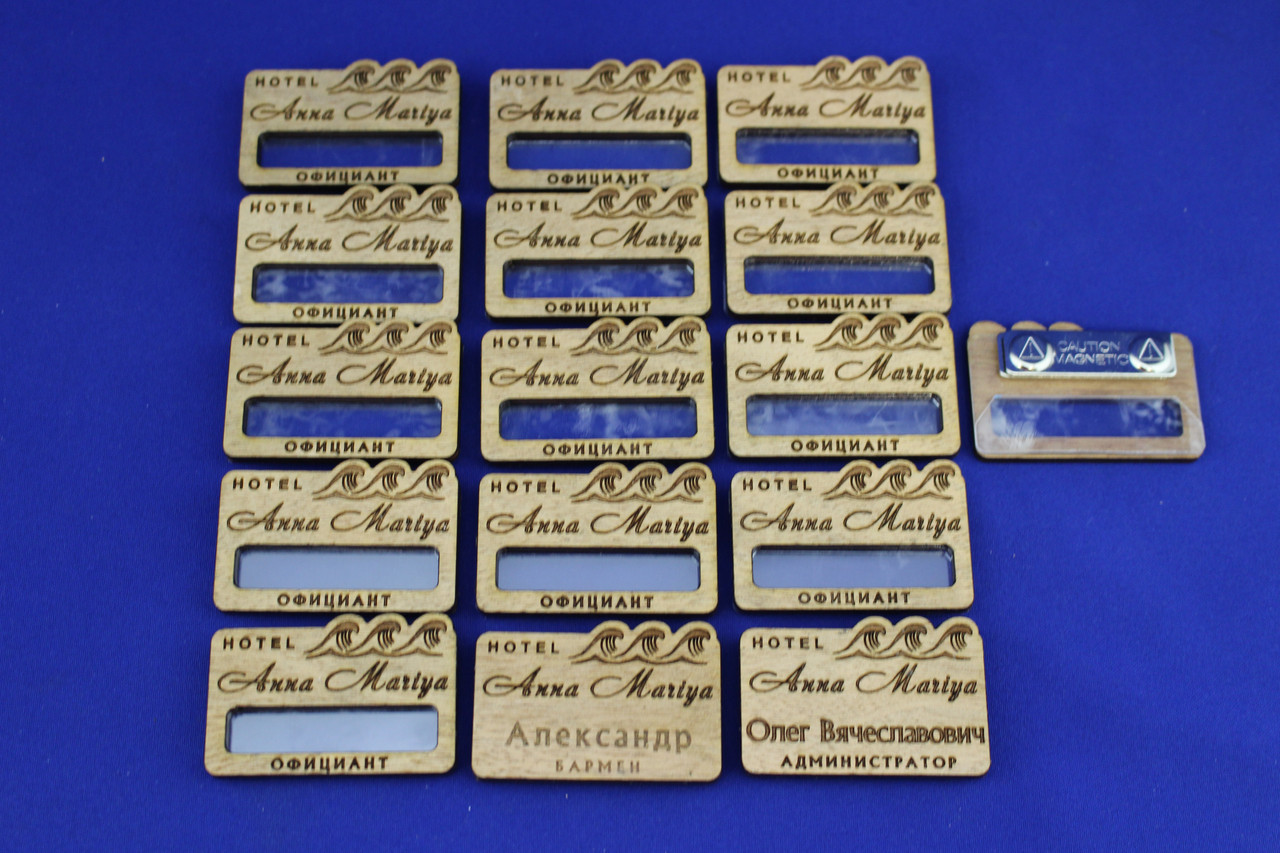 HOTEL
Анна Mariya
ОФИЦИАНТ
HOTEL
Анна Mariya
ОФИЦИАНТ
HOTEL
Анна Mariya
ОФИЦИАНТ
HOTEL
Анна Mariya
ОФИЦИАНТ
HOTEL
Анна Mariya
ОФИЦИАНТ
HOTEL
Анна Mariya
ОФИЦИАНТ
HOTEL
Анна Mariya
ОФИЦИАНТ
HOTEL
Анна Mariya
ОФИЦИАНТ
HOTEL
Анна Mariya
ОФИЦИАНТ
CAUTION
MAGNETIC
HOTEL
Анна Mariya
ОФИЦИАНТ
HOTEL
Анна Mariya
ОФИЦИАНТ
HOTEL
Анна Mariya
ОФИЦИАНТ
HOTEL
Анна Mariya
ОФИЦИАНТ
HOTEL
Анна Mariya
Александр
БАРМЕН
HOTEL
Анна Mariya
Олег Вячеславович
АДМИНИСТРАТОР